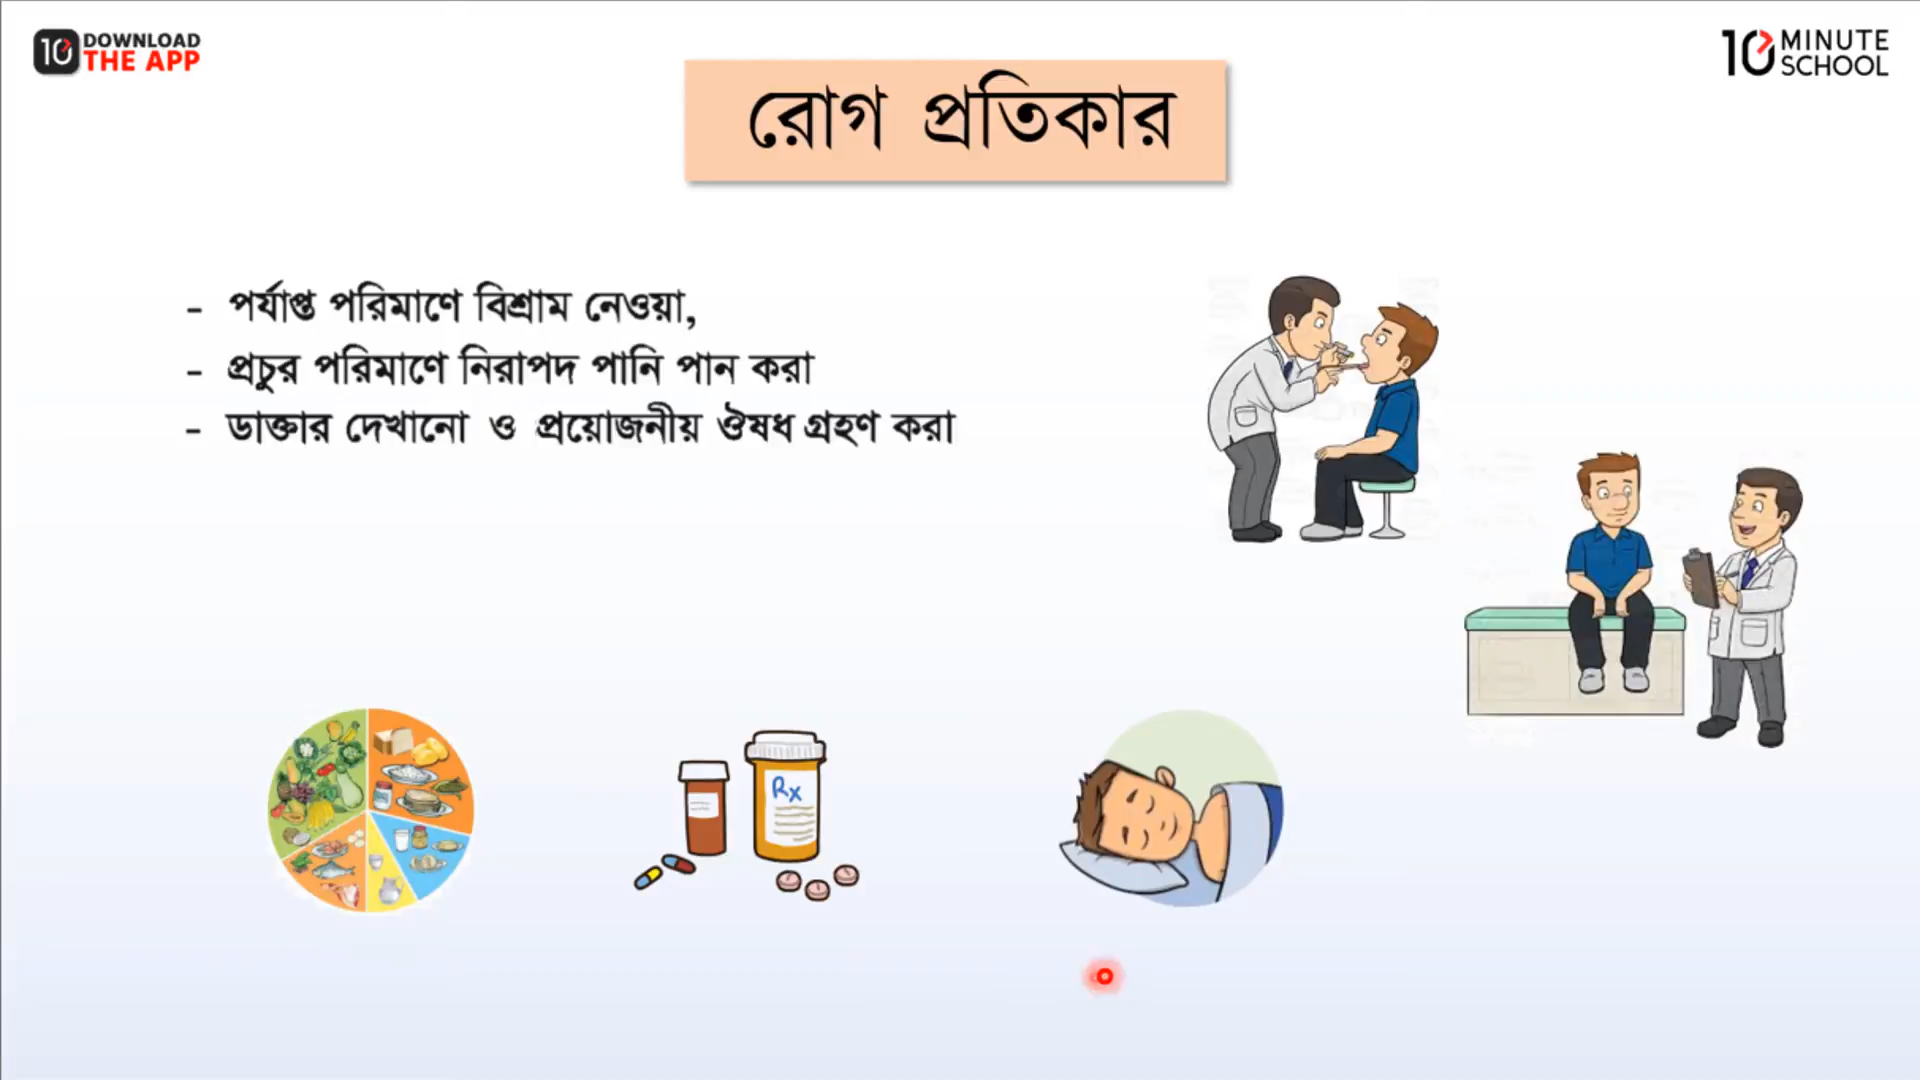 DOWNLOAD
THE APP
10 MINUTE
SCHOOL
রোগ প্রতিকার
- পর্যাপ্ত পরিমাণে বিশ্রাম নেওয়া,
- প্রচুর পরিমাণে নিরাপদ পানি পান করা
- ডাক্তার দেখানো ও প্রয়োজনীয় ঔষধ গ্রহণ করা
Rx